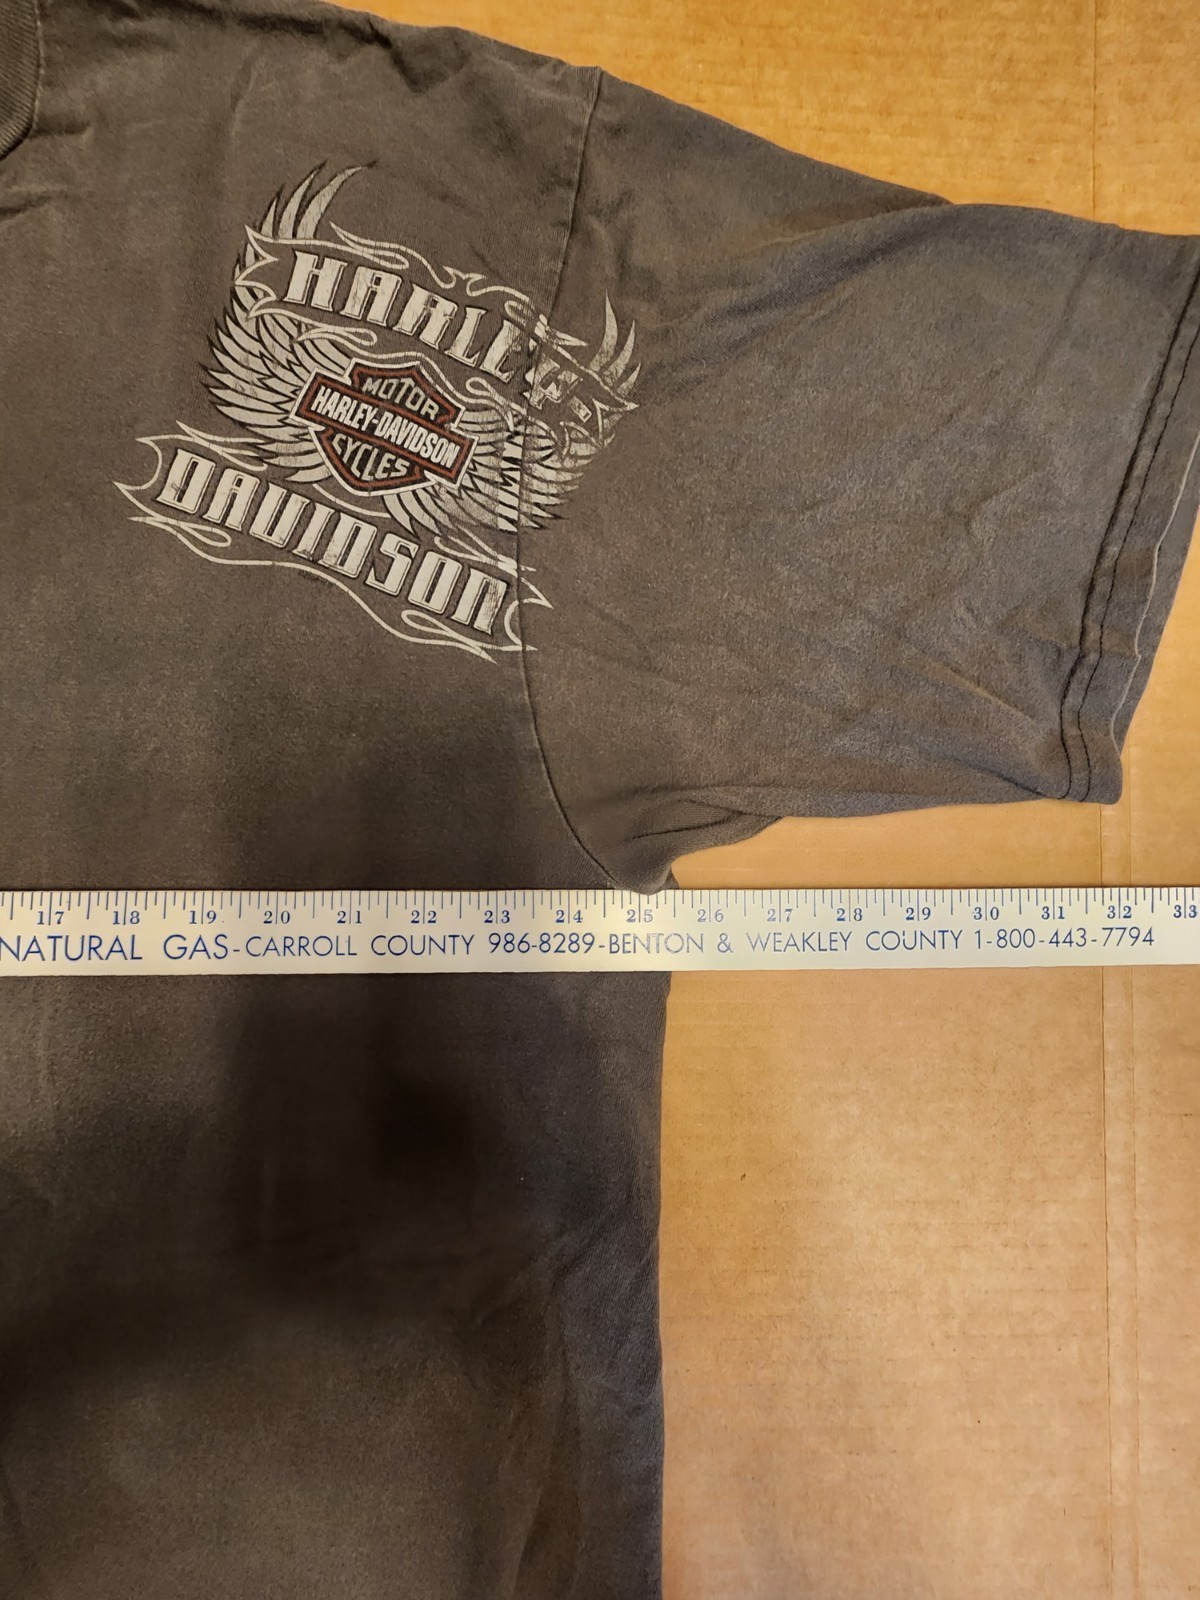 HARLEY
MOTOR
HARLEY-DAVIDSON
CYCLES
DAVIDSON
17 18 19 20 21 22 23 24 25 26 27 28 29 30 31 32 33
NATURAL GAS-CARROLL COUNTY 986-8289-BENTON & WEAKLEY COUNTY 1-800-443-7794